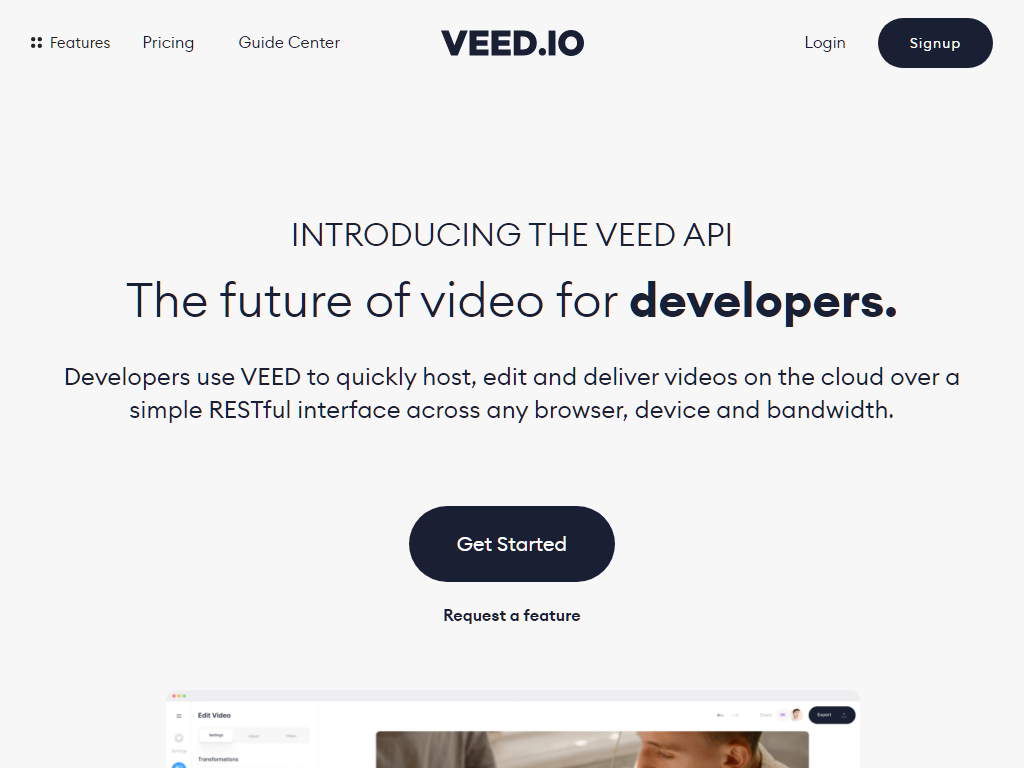 Features Pricing Guide Center VEED.IO Login Signup
INTRODUCING THE VEED API
The future of video for developers.
Developers use VEED to quickly host, edit and deliver videos on the cloud over a
simple RESTful interface across any browser, device and bandwidth.
Get Started
Request a feature
Edit Video
Export
Settings
Transformations